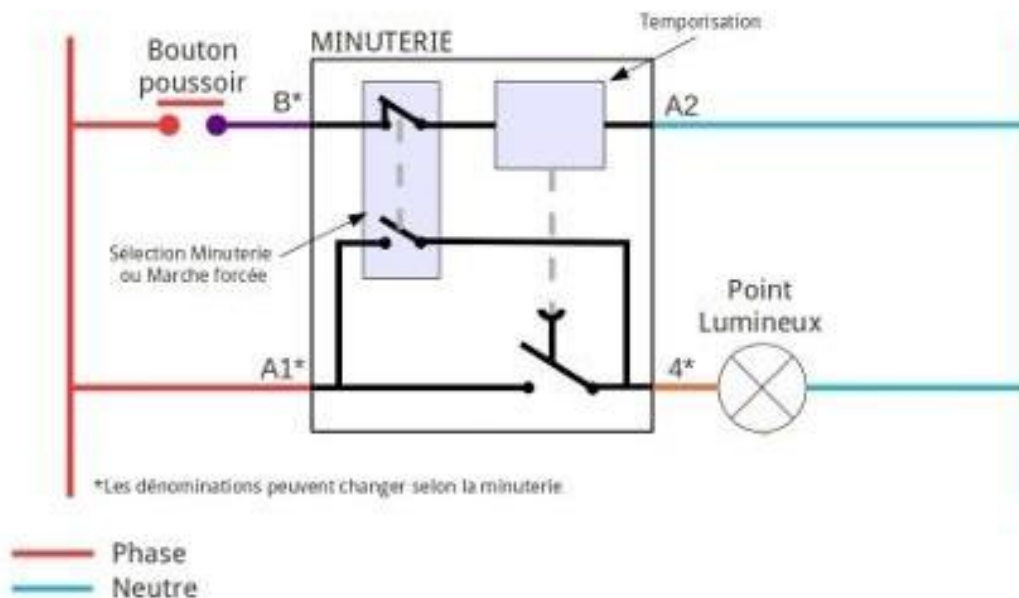 Temporisation
MINUTERIE
Bouton
poussoir
B*
A2
Sélection Minuterie
ou Marche forcée
Point
Lumineux
A1*
4*
*Les dénominations peuvent changer selon la minuterie
Phase
Neutre